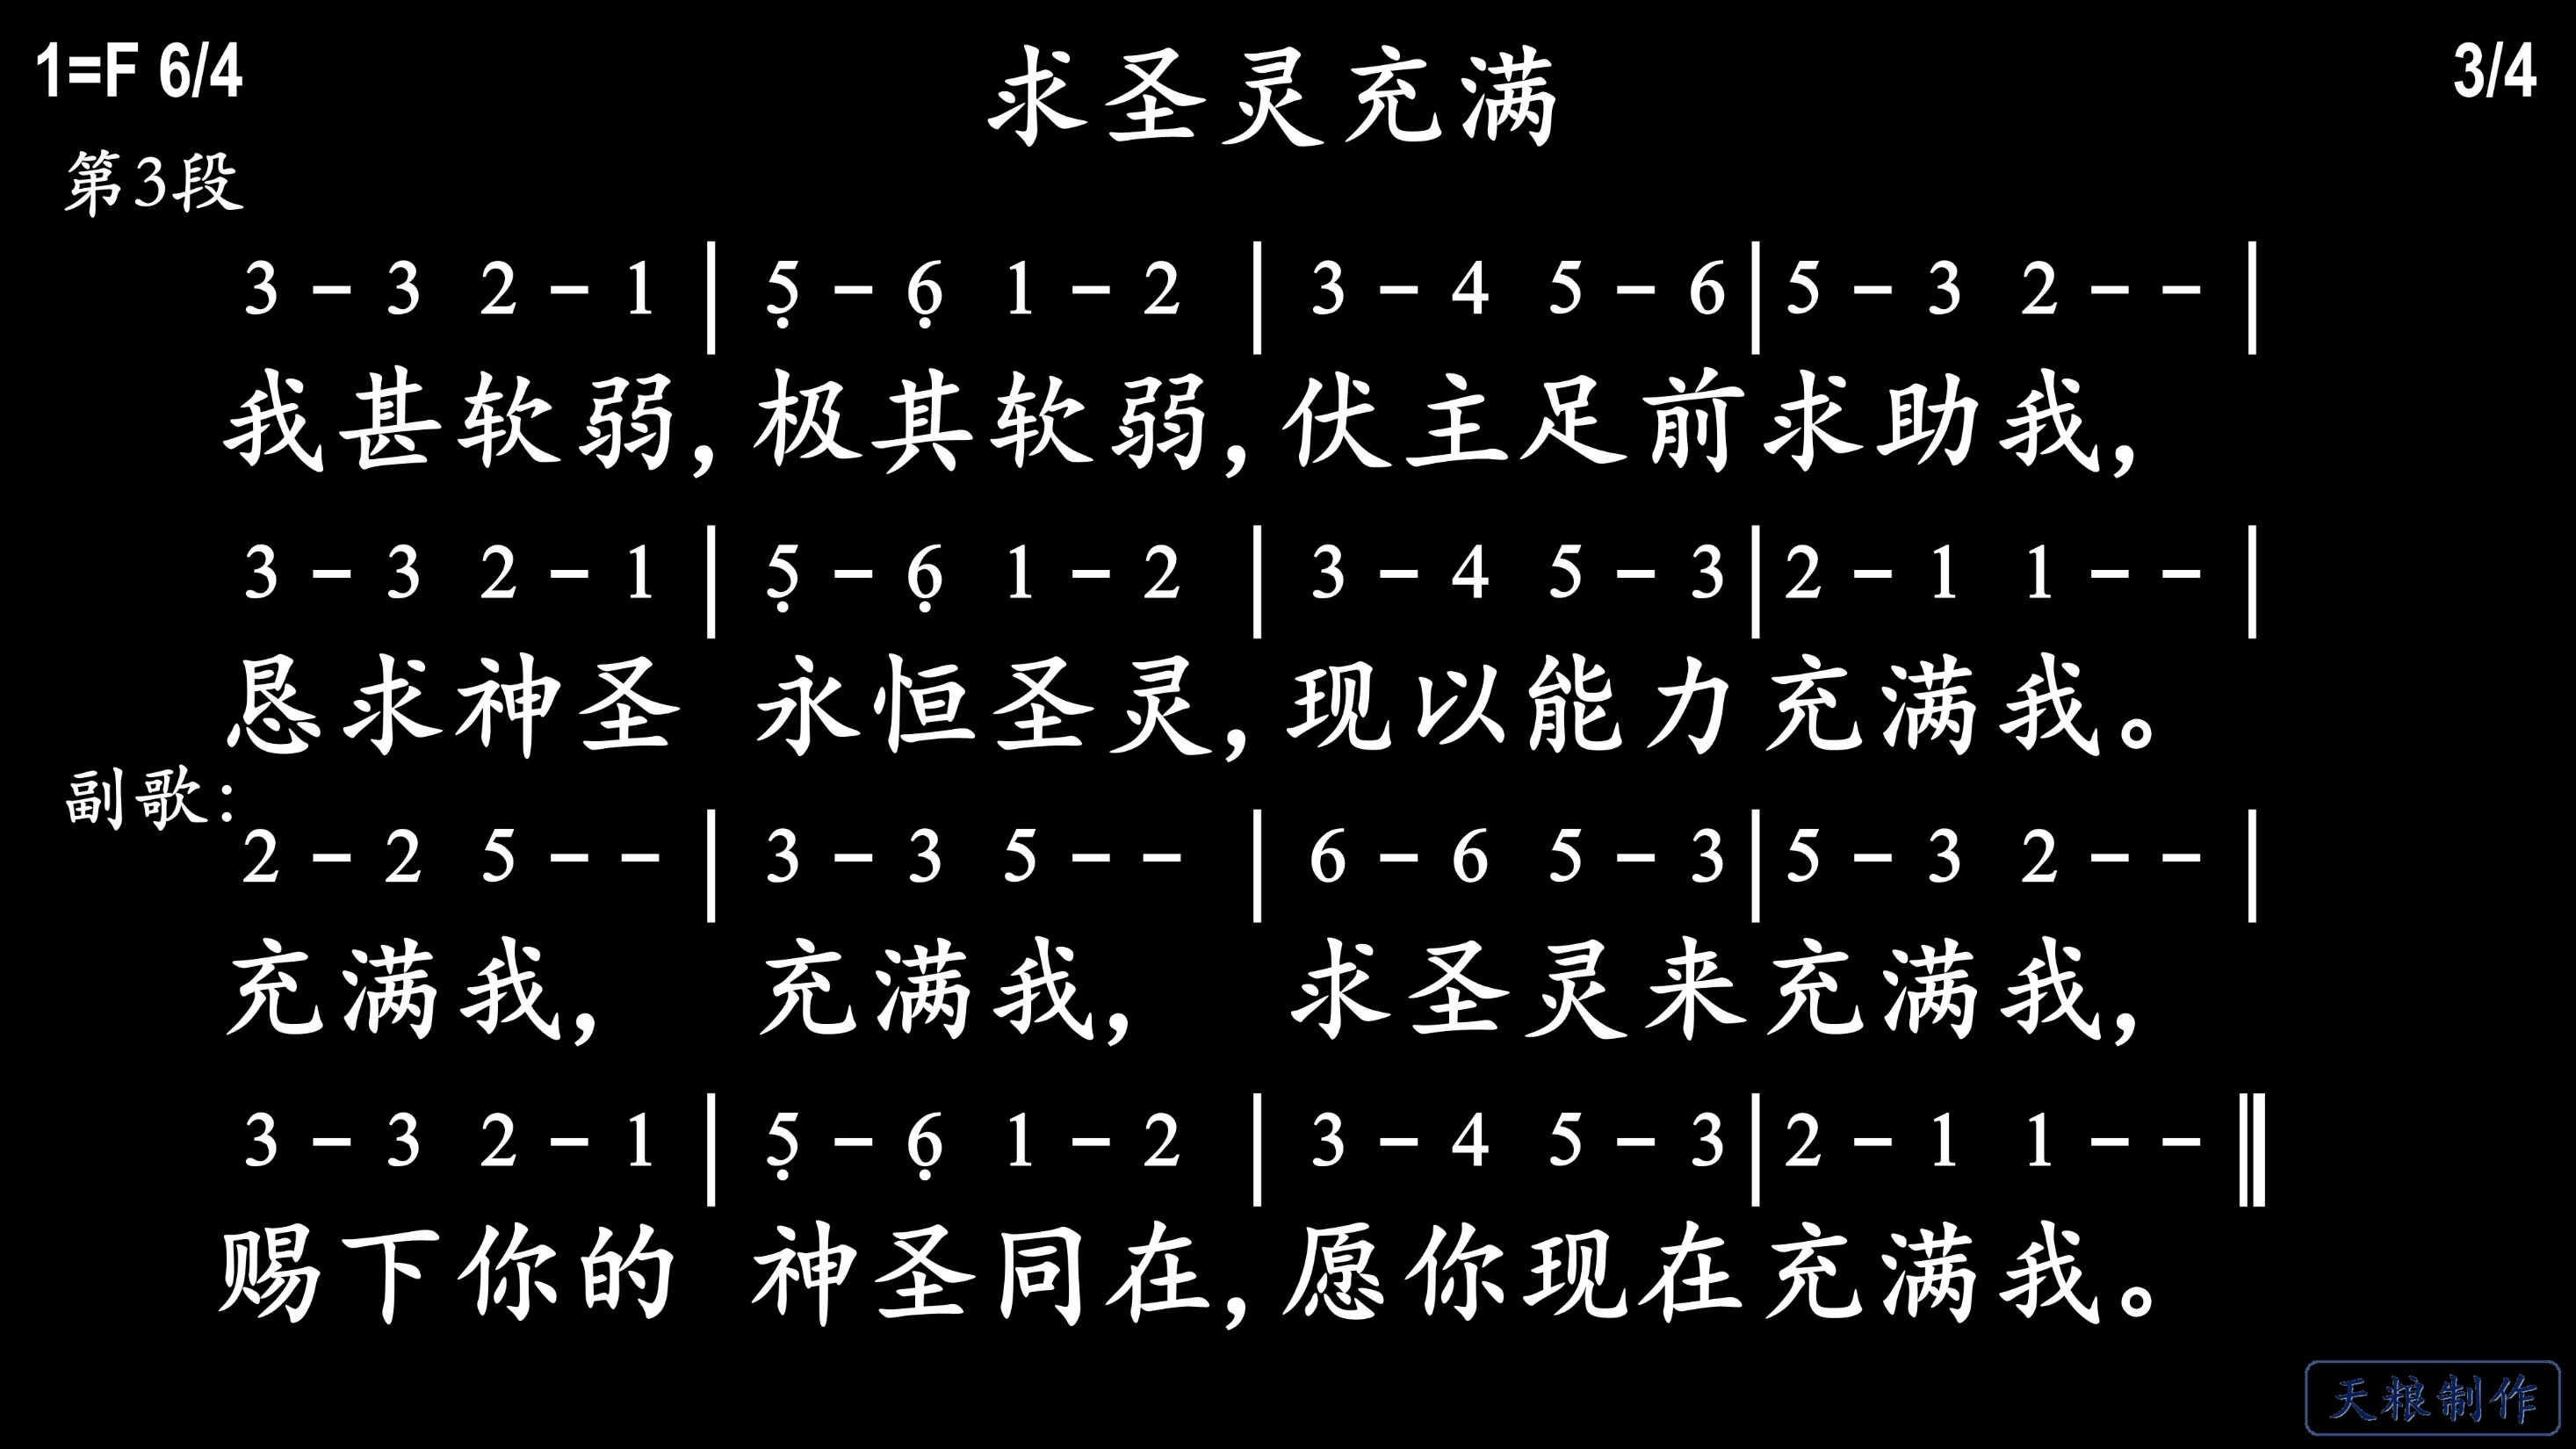 1=F 6/4
求圣灵充满
3/4
第3段
3 – 3 2 – 1 | 5̣ – 6̣ 1 – 2 | 3 – 4 5 – 6 | 5 – 3 2 – – |
我甚软弱,极其软弱,伏主足前求助我,
3 – 3 2 – 1 | 5̣ – 6̣ 1 – 2 | 3 – 4 5 – 3 | 2 – 1 1 – – |
恳求神圣 永恒圣灵,现以能力充满我。
副歌:
2 – 2 5 – – | 3 – 3 5 – – | 6 – 6 5 – 3 | 5 – 3 2 – – |
充满我, 充满我, 求圣灵来充满我,
3 – 3 2 – 1 | 5̣ – 6̣ 1 – 2 | 3 – 4 5 – 3 | 2 – 1 1 – – ‖
赐下你的 神圣同在,愿你现在充满我。
天粮制作